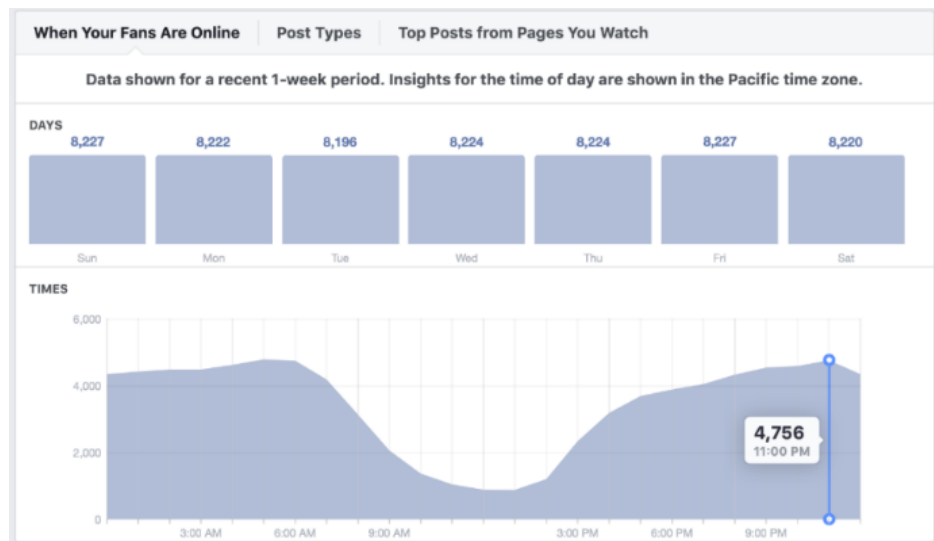 When Your Fans Are Online Post Types Top Posts from Pages You Watch
Data shown for a recent 1-week period. Insights for the time of day are shown in the Pacific time zone.
DAYS
8,227 8,222 8,196 8,224 8,224 8,227 8,220
Sun Mon Tue Wed Thu Fri Sat
TIMES
6,000
4,000
4,756
2,000
11:00 PM
0
3:00 AM 6:00 AM 9:00 AM 3:00 PM 6:00 PM 9:00 PM